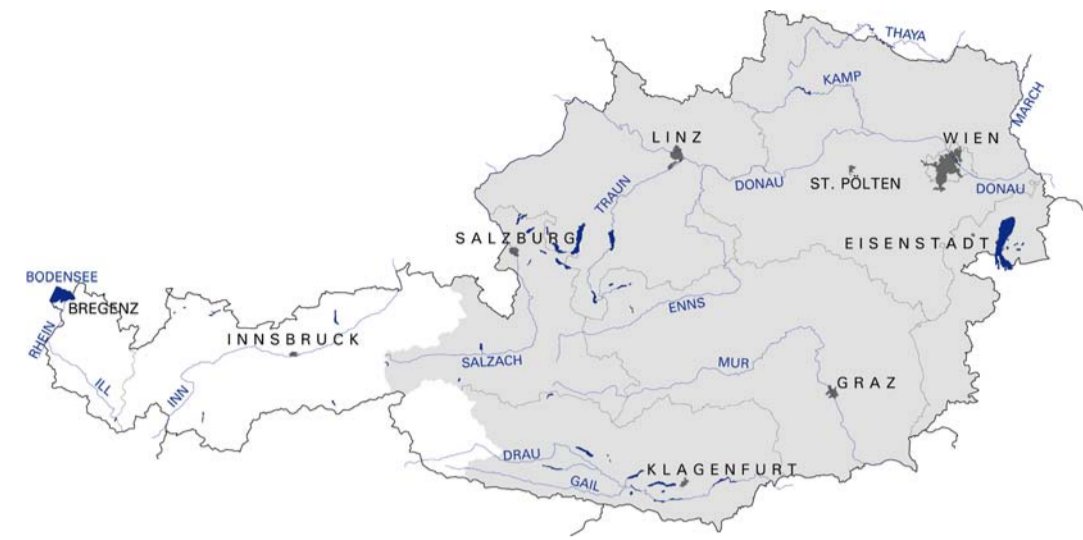 THAYA
KAMP
MARCH
LINZ
WIEN
TRAUN
DONAU
ST. PÖLTEN
DONAU
SALZBURG
EISENSTADT
BODENSEE
BREGENZ
ENNS
RHEIN
INNSBRUCK
SALZACH
MUR
ILL
INN
GRAZ
DRAU
KLAGENFURT
GAIL